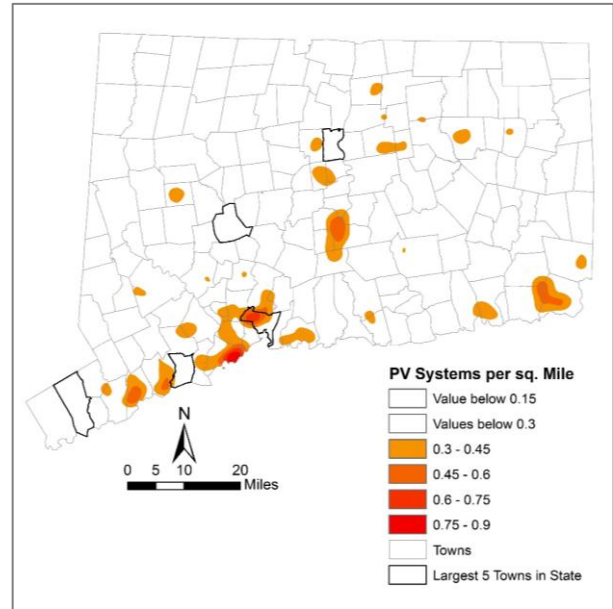 N
0 5 10 20
Miles
PV Systems per sq. Mile
Value below 0.15
Values below 0.3
0.3 - 0.45
0.45 - 0.6
0.6 - 0.75
0.75 - 0.9
Towns
Largest 5 Towns in State